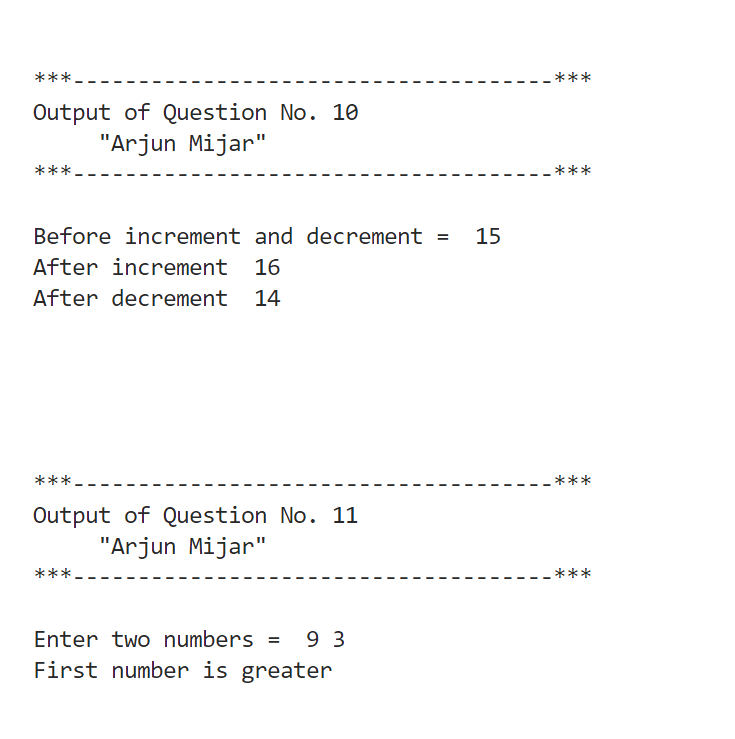 ***-------------------------------------***
Output of Question No. 10
     "Arjun Mijar"
***-------------------------------------***
Before increment and decrement =  15
After increment  16
After decrement  14
***-------------------------------------***
Output of Question No. 11
     "Arjun Mijar"
***-------------------------------------***
Enter two numbers =  9 3
First number is greater